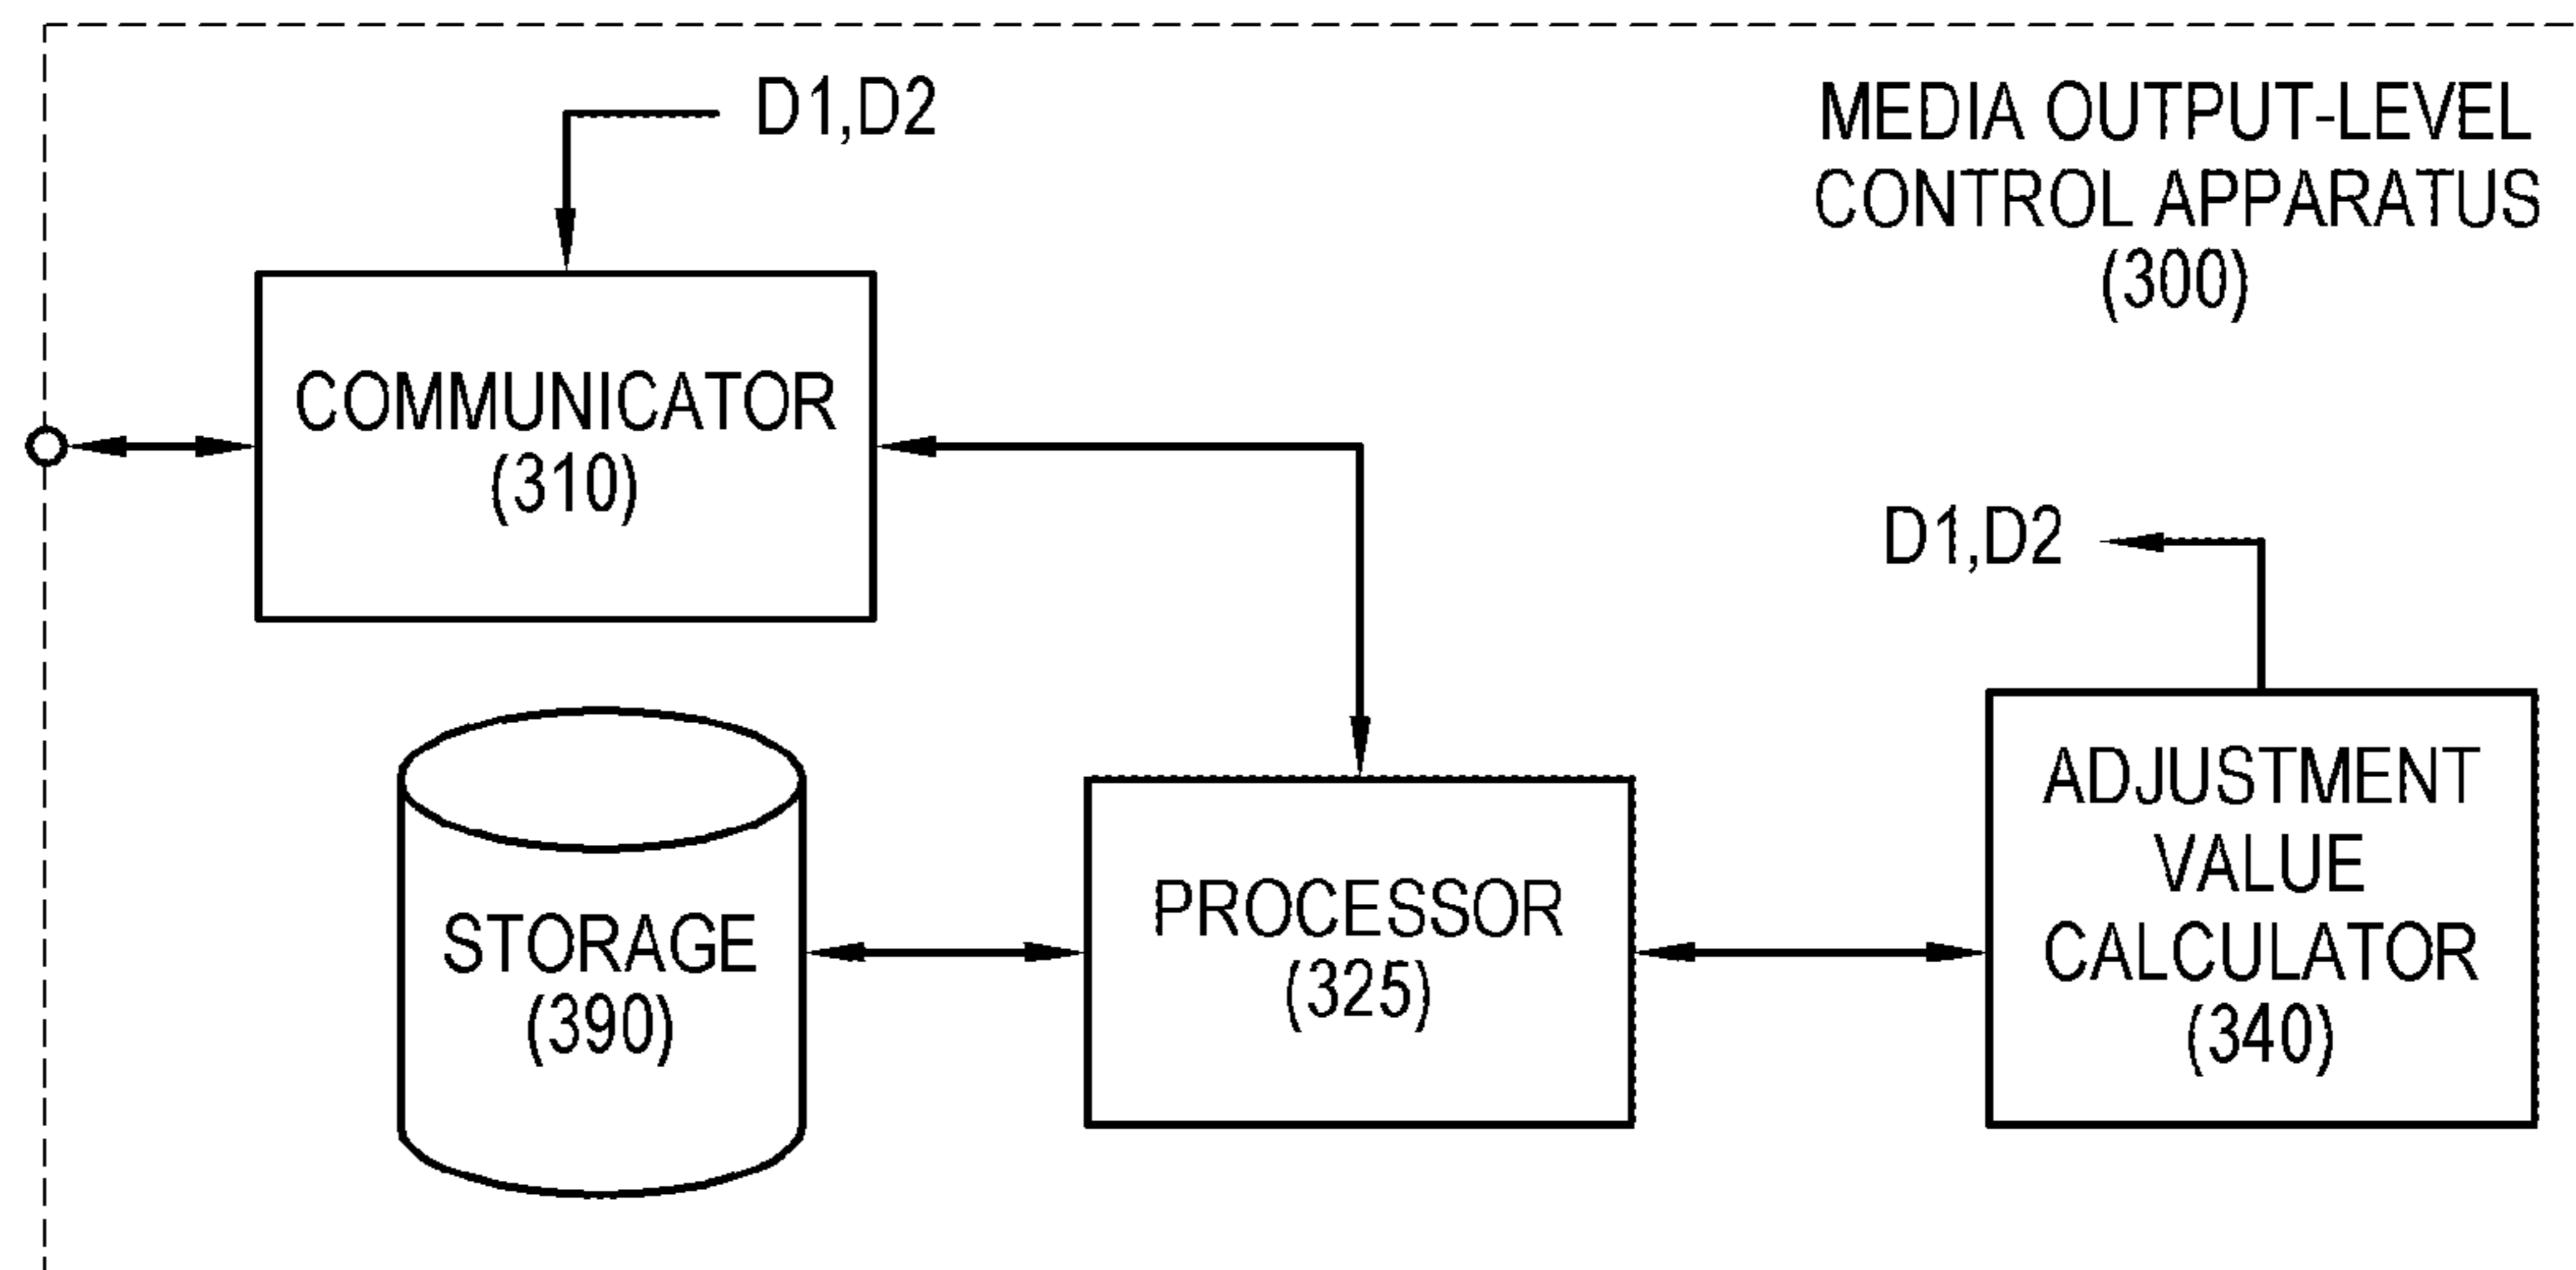 D1,D2
MEDIA OUTPUT-LEVEL
CONTROL APPARATUS
(300)
COMMUNICATOR
(310)
D1,D2
STORAGE
(390)
PROCESSOR
(325)
ADJUSTMENT
VALUE
CALCULATOR
(340)